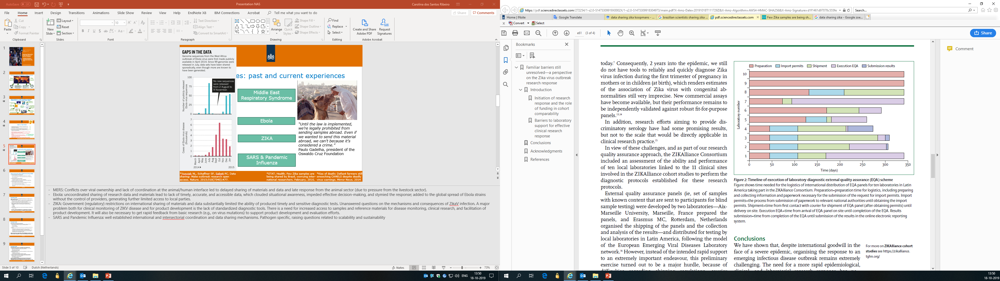 AutoSave Off
Presentation NAS
Carolina dos Santos Ribeiro
File Home Insert Design Transitions Animations Slide Show Review View Help EndNote X8 IBM Connections Acrobat Tell me what you want to do
Share Comments
Paste
Cut
Copy
Format Painter
Clipboard
New Slide
Layout
Reset
Section
Slides
10
Font
Text Direction
Align Text
Convert to SmartArt
Paragraph
Arrange
Quick Styles
Shape Fill
Shape Outline
Shape Effects
Drawing
Find
Replace
Select
Editing
Create and Share Adobe PDF
Request Signatures
Adobe Acrobat
1
2
3
4
5
6
7
8
9
GAPS IN THE DATA
Genome sequences from the West Africa
outbreak of Ebola virus were first made publicly
available in April 2014. Since 99 genomes were
released in July, data sets have been shared
sporadically, even though more are known to
have been generated.
Number of publicly released
Ebola virus sequences
100
75
50
25
0
No new sequences
were released
from 2 August to
9 November.
Cases of Ebola virus disease
(thousands)
7
6
5
4
3
2
1
0
March April May June July Aug Sept Oct Nov Dec Jan
2014 2015
es: past and current experiences
Middle East
Respiratory Syndrome
Ebola
ZIKA
SARS & Pandemic
Influenza
"Until the law is implemented,
we're legally prohibited from
sending samples abroad. Even if
we wanted to send this material
abroad, we can't because it's
considered a crime."
Paulo Gadelha, president of the
Oswaldo Cruz Foundation
*Yozwiak NL, Schaffner SF, Sabeti PC. Data
sharing: Make outbreak research open
access. Nature. 2015;518(7540):477.
*STAT. Health. Few Zika samples are
being shared by Brazil, worrying inter-
national researchers. February, 2016.
*Kiss of death: Defiant farmers still
smooching CAMELS despite deadly
virus warnings. Mirror News. 2014
- MERS: Conflicts over viral ownership and lack of coordination at the animal/human interface led to delayed sharing of materials and data and late response from the animal sector (due to pressure from the livestock sector).
- Ebola: uncoordinated sharing of research data and materials lead to lack of timely, accurate, and accessible data, which clouded situational awareness, impeded effective decision-making, and stymied the response; added to the global spread of Ebola strains
without the control of providers, generating further limited access to local parties.
- ZIKA: Government (regulatory) restrictions on international sharing of materials and data substantially limited the ability of produced timely and sensitive diagnostic tests. Unanswered questions on the mechanisms and consequences of ZikaV infection. A major
problem both for clinical monitoring of ZIKV disease and for product development is the lack of standardized diagnostic tools. There is a need for increased access to samples and reference materials for disease monitoring, clinical research, and facilitation of
product development. It will also be necessary to get rapid feedback from basic research (e.g., on virus mutations) to support product development and evaluation efforts.
- SARS and Pandemic Influenza: well established international and intersectorial coordination and data sharing mechanisms. Pathogen specific, raising questions related to scalability and sustainability
Slide 5 of 10
Dutch (Netherlands)
Notes
73%
ENG
13:50
18-10-2019
Search...
Home | INsite
Google Translate
data sharing zika koopmans - ...
brazilian scientists sharing zika ...
pdf.sciencedirectassets.com
Few Zika samples are being sh...
data sharing zika - Google zoe...
x Convert Select
e61 (3 of 4)
Share
Bookmarks
Familiar barriers still
unresolved—a perspective
on the Zika virus outbreak
research response
Introduction
Initiation of research
response and the role
of funding in cohort
comparability
Barriers to laboratory
support for effective
clinical research
response
Conclusions
Acknowledgments
References
today.7 Consequently, 2 years into the epidemic, we still
do not have tools to reliably and quickly diagnose Zika
virus infection during the first trimester of pregnancy in
mothers or in children (at birth), which renders estimates
of the association of Zika virus with congenital ab-
normalities still very imprecise. New commercial assays
have become available, but their performance remains to
be independently validated against robust fit-for-purpose
panels.13,14
In addition, research efforts aiming to provide dis-
criminatory serology have had some promising results,
but not to the scale that would be directly applicable in
clinical research practice.15
In view of these challenges, and as part of our research
quality assurance approach, the ZIKAlliance Consortium
included an assessment of the ability and performance
of ten local laboratories linked to the 11 clinical sites
involved in the ZIKAlliance cohort studies to perform the
diagnostic protocols established for these research
protocols.
External quality assurance panels (ie, set of samples
with known content that are sent to participants for blind
sample testing) were developed by two laboratories—Aix-
Marseille University, Marseille, France prepared the
panels, and Erasmus MC, Rotterdam, Netherlands
organised the shipping of the panels and the collection
and analysis of the results—and distributed for testing by
local laboratories in Latin America, following the model
of the European Emerging Viral Diseases Laboratory
network.16 However, instead of the intended rapid support
to an extremely important endeavour, this preliminary
exercise turned out to be a major hurdle, because of
Preparation Import permits Shipment Execution EQA Submission results
Laboratory number
10
9
8
7
6
5
4
3
2
1
0 50 100 150 200 250 300 350
Time (days)
Figure 2: Timeline of execution of laboratory diagnostic external quality assurance (EQA) scheme
Figure shows time needed for the logistics of international distribution of EQA panels for ten laboratories in Latin
America taking part in the ZIKAlliance Consortium. Preparation=preparation time for logistics, including preparing
and collecting information and paperwork necessary for the submission of the request for import permits. Import
permits=the process from submission of paperwork to relevant national authorities until obtaining the import
permits. Shipment=time from first contact with courier for shipment of EQA panel (after obtaining permits) until
delivery on site. Execution EQA=time from arrival of EQA panel on site until completion of the EQA. Results
submission=time from completion of the EQA until submission of the results in the online electronic reporting
system.
Conclusions
We have shown that, despite international goodwill in the
face of a severe epidemic, organising the response to an
emerging infectious disease outbreak remains extremely
challenging. The need for a more rapid epidemiological,
For more on ZIKAlliance cohort
studies see https://zikalliance.
tghn.org/
Comment
13:50
18-10-2019